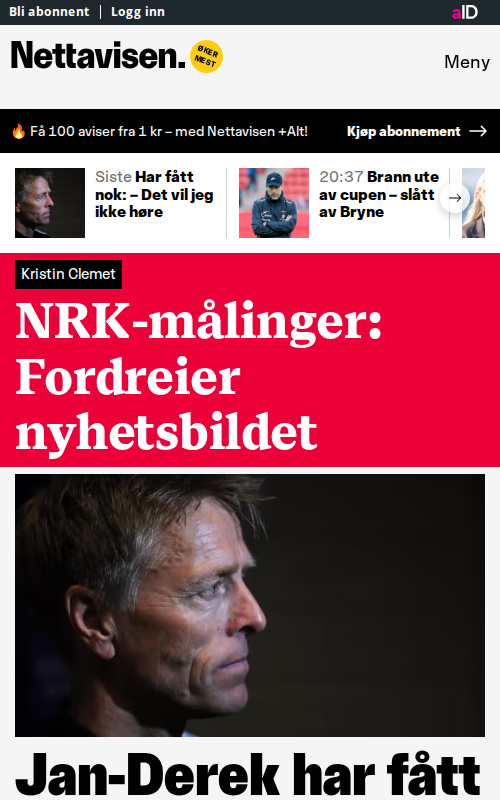 Bli abonnent
Logg inn
aID
Nettavisen.
ØKER
MEST
Meny
🔥 Få 100 aviser fra 1 kr – med Nettavisen +Alt!
Kjøp abonnement
Siste Har fått
nok: – Det vil jeg
ikke høre
20:37 Brann ute
av cupen – slått
av Bryne
Kristin Clemet
NRK-målinger:
Fordreier
nyhetsbildet
Jan-Derek har fått